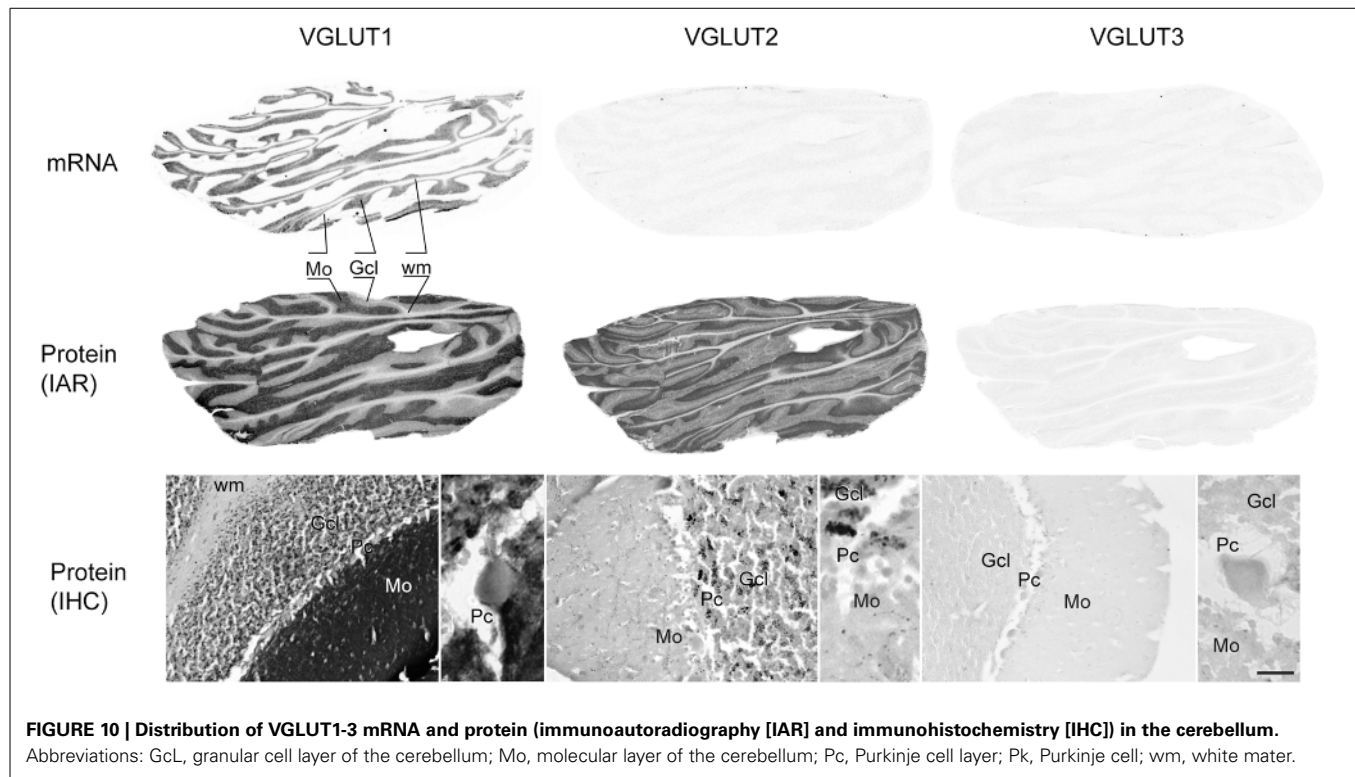 VGLUT1 VGLUT2 VGLUT3
mRNA
Mo Gcl wm
Protein
(IAR)
Protein
(IHC)
wm
Gcl
Pc
Mo
Pc
Mo
Pc
Gcl
Gcl
Pc
Mo
Gcl
Pc
Mo
Gcl
Pc
Mo
FIGURE 10 | Distribution of VGLUT1-3 mRNA and protein (immunoautoradiography [IAR] and immunohistochemistry [IHC]) in the cerebellum.
Abbreviations: GcL, granular cell layer of the cerebellum; Mo, molecular layer of the cerebellum; Pc, Purkinje cell layer; Pk, Purkinje cell; wm, white mater.